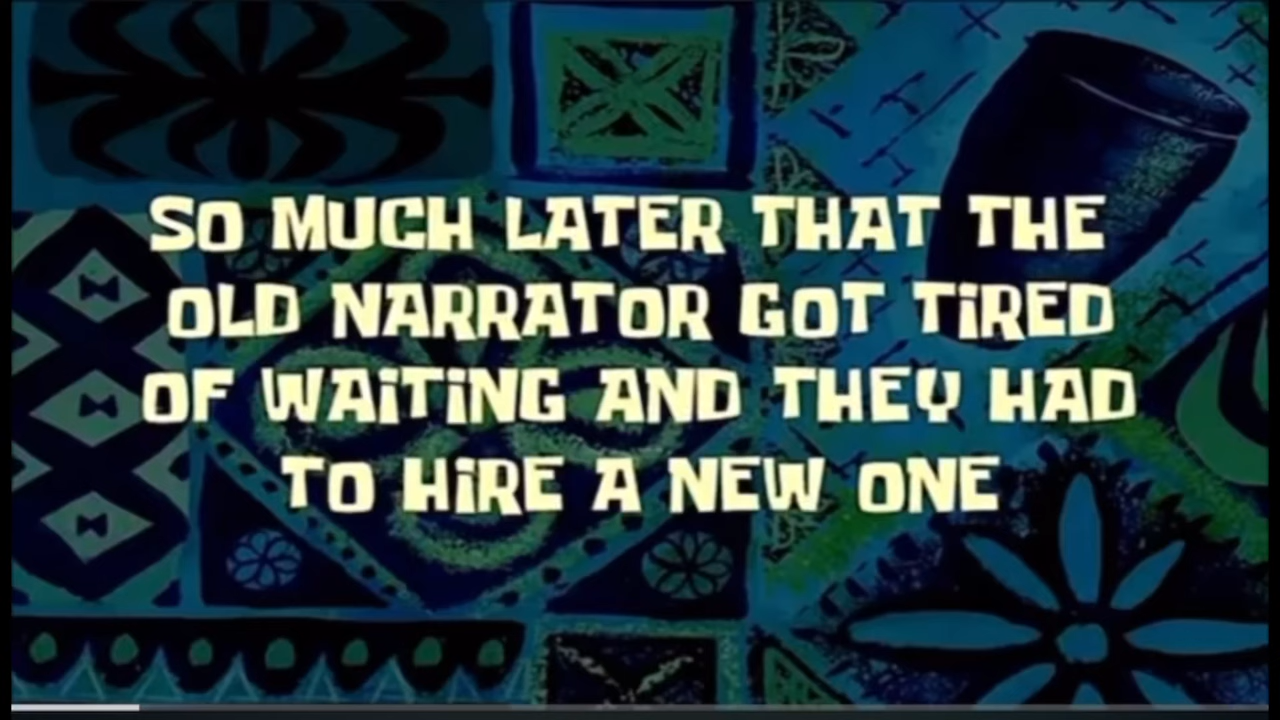 SO MUCH LATER THAT THE
OLD NARRATOR GOT TiRED
OF WAiTiNG AND THEY HAD
TO HiRE A NEW ONE